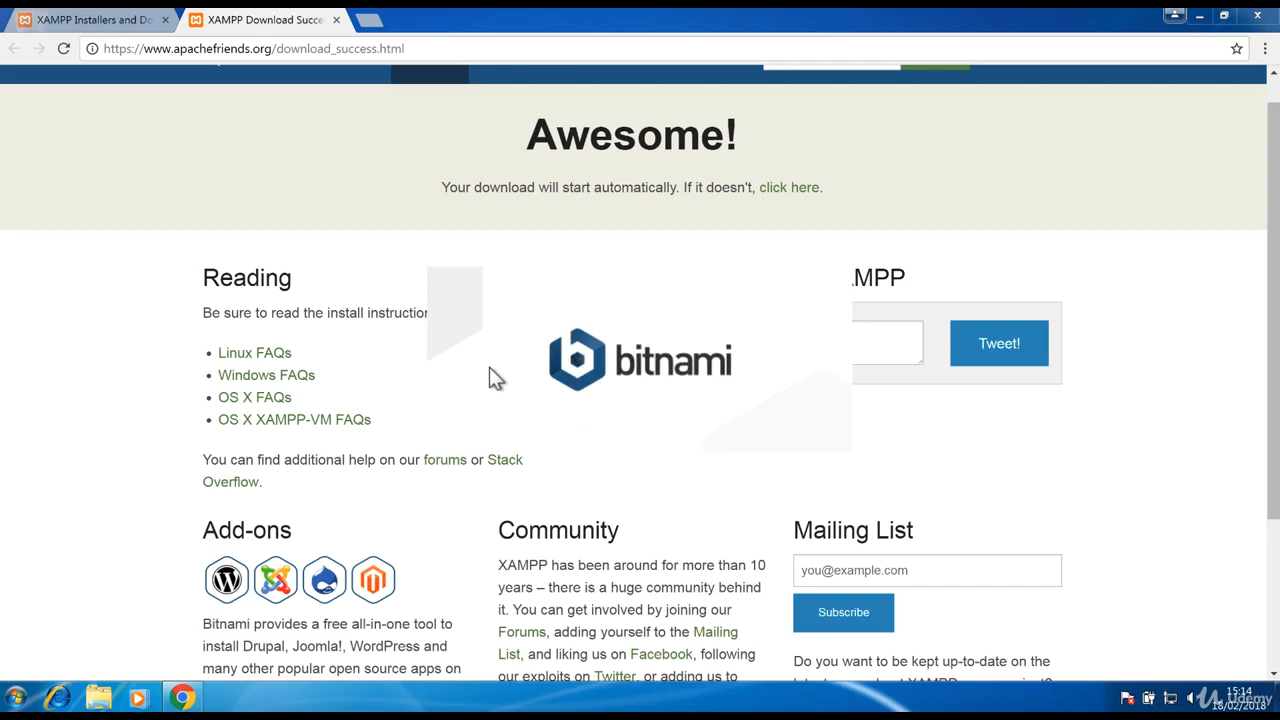 XAMPP Installers and Do
XAMPP Download Succe
https://www.apachefriends.org/download_success.html
Awesome!
Your download will start automatically. If it doesn't, click here.
Reading
Be sure to read the install instruction
Linux FAQs
Windows FAQs
OS X FAQs
OS X XAMPP-VM FAQs
You can find additional help on our forums or Stack
Overflow.
bitnami
AMPP
Tweet!
Add-ons
Bitnami provides a free all-in-one tool to
install Drupal, Joomla!, WordPress and
many other popular open source apps on
Community
XAMPP has been around for more than 10
years – there is a huge community behind
it. You can get involved by joining our
Forums, adding yourself to the Mailing
List, and liking us on Facebook, following
our exploits on Twitter, or adding us to
Mailing List
you@example.com
Subscribe
Do you want to be kept up-to-date on the
15:14
18/02/2018
Udemy